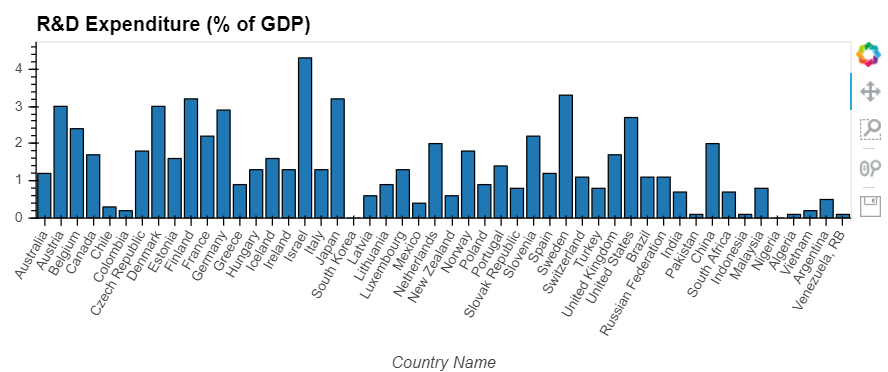 R&D Expenditure (% of GDP)
4
3
2
1
0
Australia
Austria
Belgium
Canada
Chile
Colombia
Czech Republic
Denmark
Estonia
Finland
France
Germany
Greece
Hungary
Iceland
Ireland
Israel
Italy
Japan
South Korea
Latvia
Lithuania
Luxembourg
Mexico
Netherlands
New Zealand
Norway
Poland
Portugal
Slovak Republic
Slovenia
Spain
Sweden
Switzerland
Turkey
United Kingdom
United States
Brazil
Russian Federation
India
Pakistan
China
South Africa
Indonesia
Malaysia
Nigeria
Algeria
Vietnam
Argentina
Venezuela, RB
Country Name